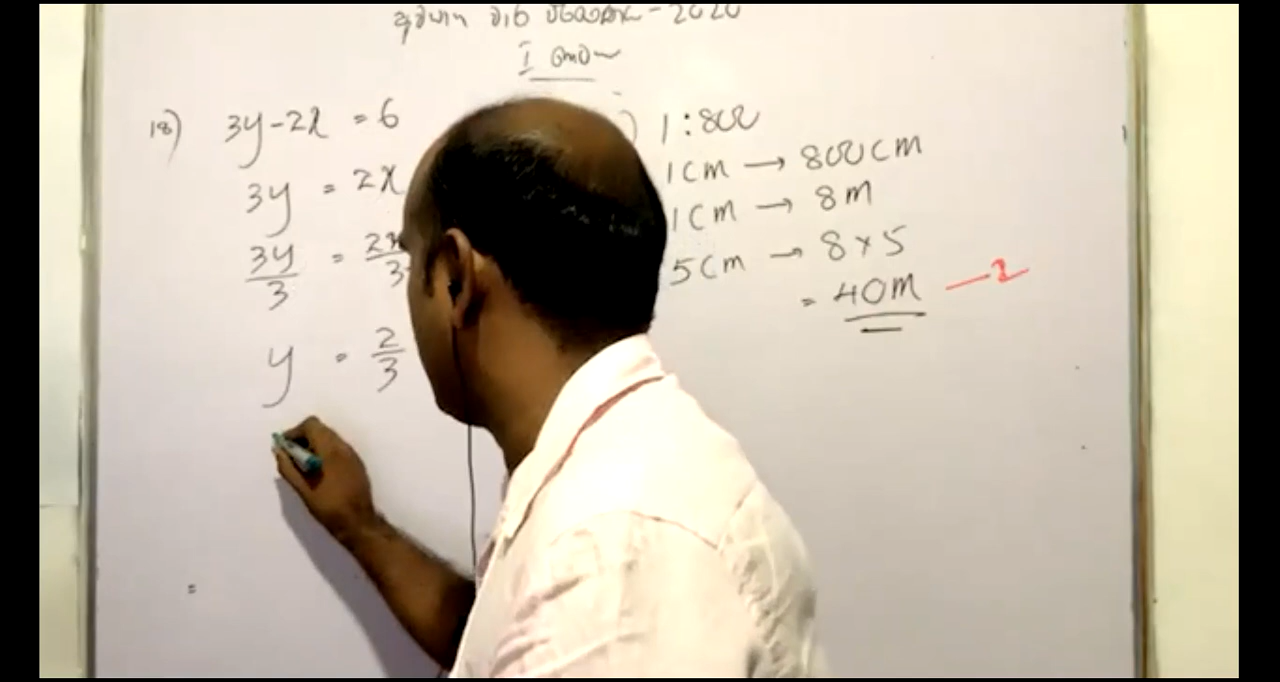 - 2020
I
18) 3y - 2x = 6
3y = 2x
3y/3 = 2x/3
y = 2/3
=
) 1:800
1cm → 800cm
1cm → 8m
5cm → 8 x 5
= 40m — 2